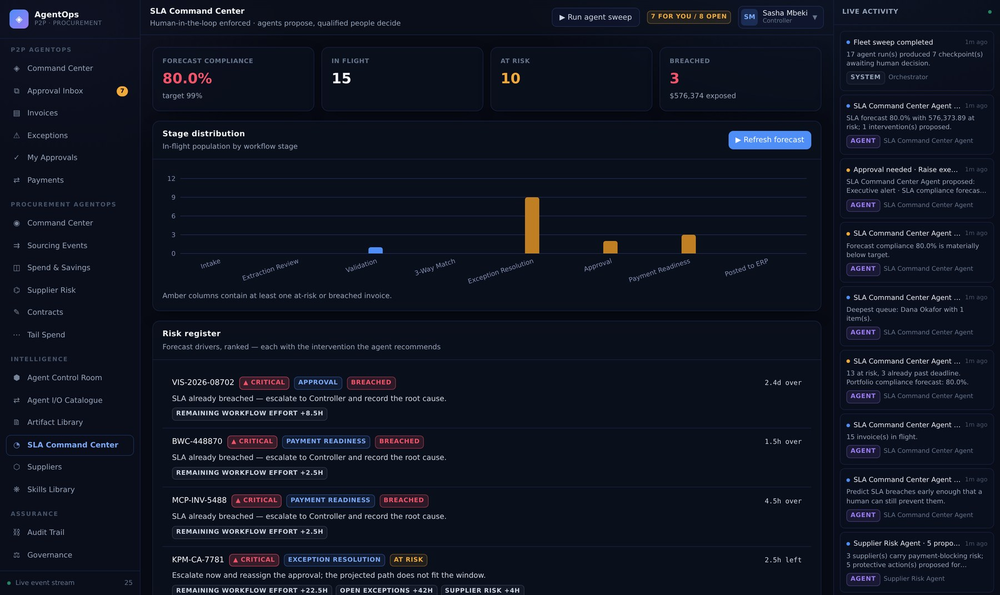 AgentOps
P2P · PROCUREMENT
P2P AGENTOPS
Command Center
Approval Inbox 7
Invoices
Exceptions
My Approvals
Payments
PROCUREMENT AGENTOPS
Command Center
Sourcing Events
Spend & Savings
Supplier Risk
Contracts
Tail Spend
INTELLIGENCE
Agent Control Room
Agent I/O Catalogue
Artifact Library
SLA Command Center
Suppliers
Skills Library
ASSURANCE
Audit Trail
Governance
Live event stream 25
SLA Command Center
Human-in-the-loop enforced · agents propose, qualified people decide
▶ Run agent sweep
7 FOR YOU / 8 OPEN
SM
Sasha Mbeki
Controller
▼
FORECAST COMPLIANCE
80.0%
target 99%
IN FLIGHT
15
AT RISK
10
BREACHED
3
$576,374 exposed
Stage distribution
In-flight population by workflow stage
▶ Refresh forecast
12
9
6
3
0
Intake
Extraction Review
Validation
3-Way Match
Exception Resolution
Approval
Payment Readiness
Posted to ERP
Amber columns contain at least one at-risk or breached invoice.
Risk register
Forecast drivers, ranked — each with the intervention the agent recommends
VIS-2026-08702 ▲ CRITICAL APPROVAL BREACHED 2.4d over
SLA already breached — escalate to Controller and record the root cause.
REMAINING WORKFLOW EFFORT +8.5H
BWC-448870 ▲ CRITICAL PAYMENT READINESS BREACHED 1.5h over
SLA already breached — escalate to Controller and record the root cause.
REMAINING WORKFLOW EFFORT +2.5H
MCP-INV-5488 ▲ CRITICAL PAYMENT READINESS BREACHED 4.5h over
SLA already breached — escalate to Controller and record the root cause.
REMAINING WORKFLOW EFFORT +2.5H
KPM-CA-7781 ▲ CRITICAL EXCEPTION RESOLUTION AT RISK 2.5h left
Escalate now and reassign the approval; the projected path does not fit the window.
REMAINING WORKFLOW EFFORT +22.5H OPEN EXCEPTIONS +42H SUPPLIER RISK +4H
LIVE ACTIVITY
Fleet sweep completed 1m ago
17 agent run(s) produced 7 checkpoint(s)
awaiting human decision.
SYSTEM Orchestrator
SLA Command Center Agent ... 1m ago
SLA forecast 80.0% with 576,373.89 at
risk; 1 intervention(s) proposed.
AGENT SLA Command Center Agent
Approval needed · Raise exe... 1m ago
SLA Command Center Agent proposed:
Executive alert · SLA compliance forecas...
AGENT SLA Command Center Agent
SLA Command Center Agent ... 1m ago
Forecast compliance 80.0% is materially
below target.
AGENT SLA Command Center Agent
SLA Command Center Agent ... 1m ago
Deepest queue: Dana Okafor with 1
item(s).
AGENT SLA Command Center Agent
SLA Command Center Agent ... 1m ago
13 at risk, 3 already past deadline.
Portfolio compliance forecast: 80.0%.
AGENT SLA Command Center Agent
SLA Command Center Agent ... 1m ago
15 invoice(s) in flight.
AGENT SLA Command Center Agent
SLA Command Center Agent ... 1m ago
Predict SLA breaches early enough that a
human can still prevent them.
AGENT SLA Command Center Agent
Supplier Risk Agent · 5 propo... 1m ago
3 supplier(s) carry payment-blocking risk;
5 protective action(s) proposed for...
AGENT Supplier Risk Agent